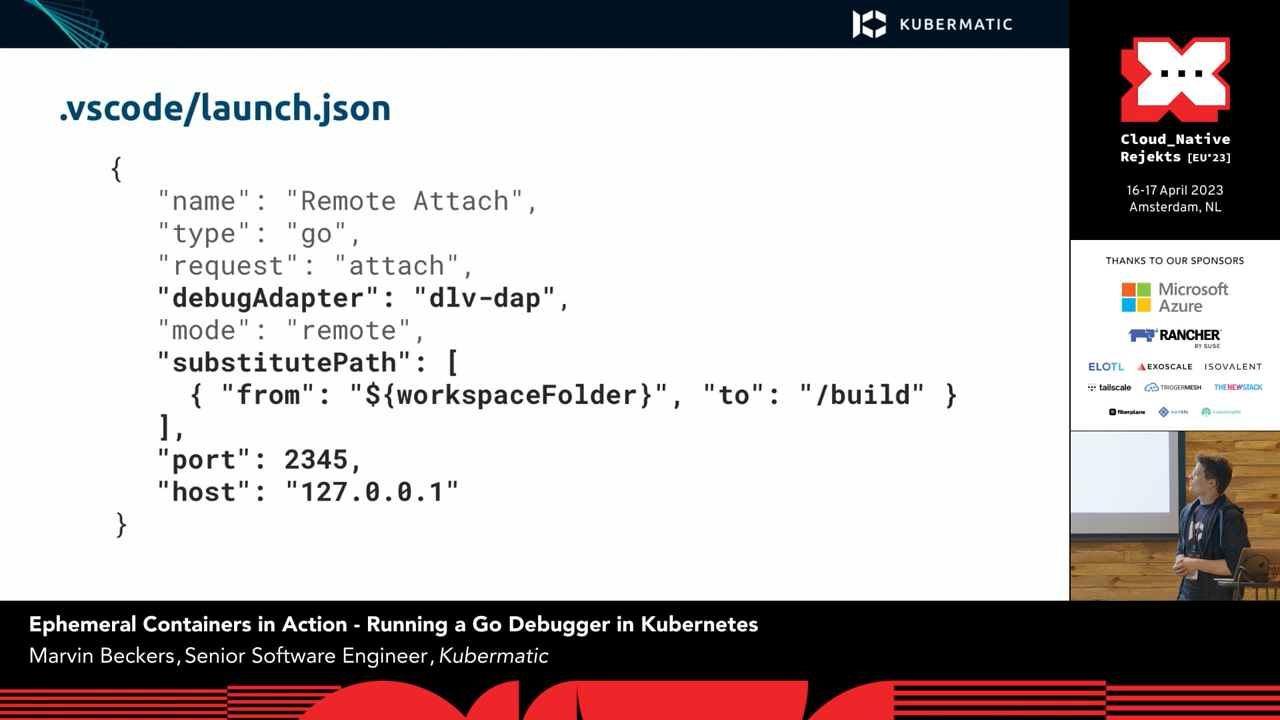 KUBERMATIC
.vscode/launch.json
{
"name": "Remote Attach",
"type": "go",
"request": "attach",
"debugAdapter": "dlv-dap",
"mode": "remote",
"substitutePath": [
{ "from": "${workspaceFolder}", "to": "/build" }
],
"port": 2345,
"host": "127.0.0.1"
}
Cloud_Native
Rejekts [EU*23]
16-17 April 2023
Amsterdam, NL
THANKS TO OUR SPONSORS
Microsoft
Azure
RANCHER
BY SUSE
ELOTL EXOSCALE ISOVALENT
tailscale TRIGGERMESH THENEWSTACK
fiberplane kubesimplify
Ephemeral Containers in Action - Running a Go Debugger in Kubernetes
Marvin Beckers, Senior Software Engineer, Kubermatic